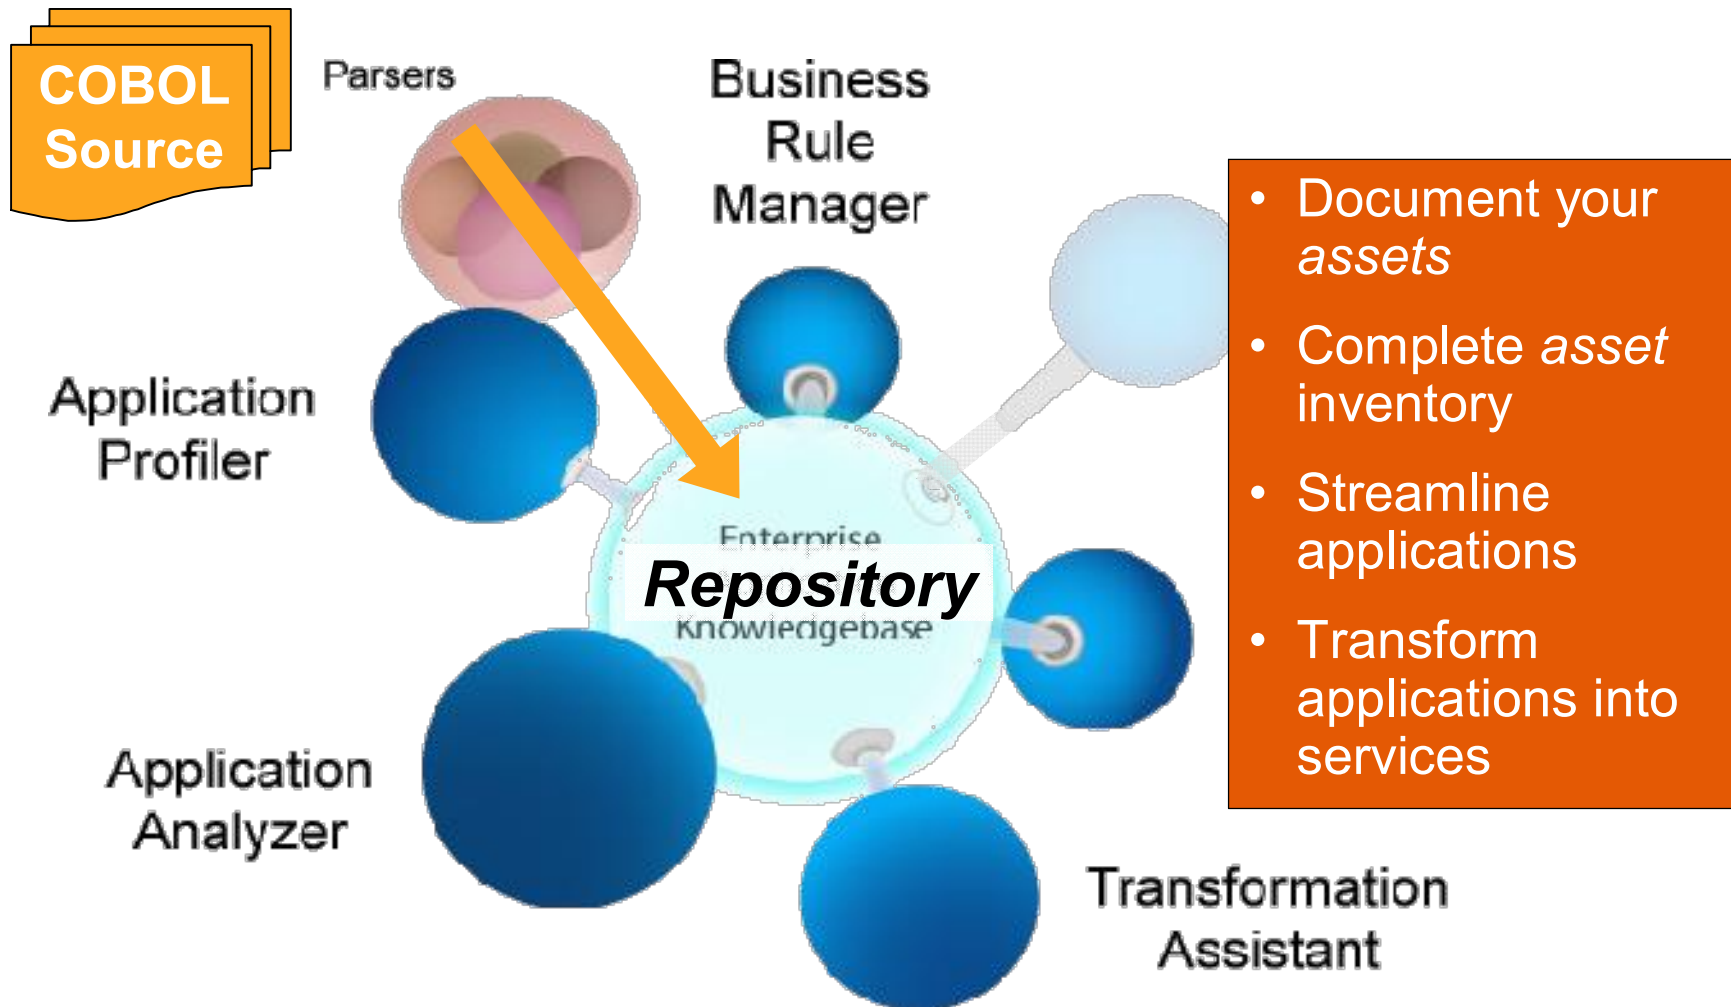 COBOL
Source
Parsers
Business
Rule
Manager
Application
Profiler
Enterprise
Repository
Knowledgebase
Application
Analyzer
Transformation
Assistant
• Document your
assets
• Complete asset
inventory
• Streamline
applications
• Transform
applications into
services